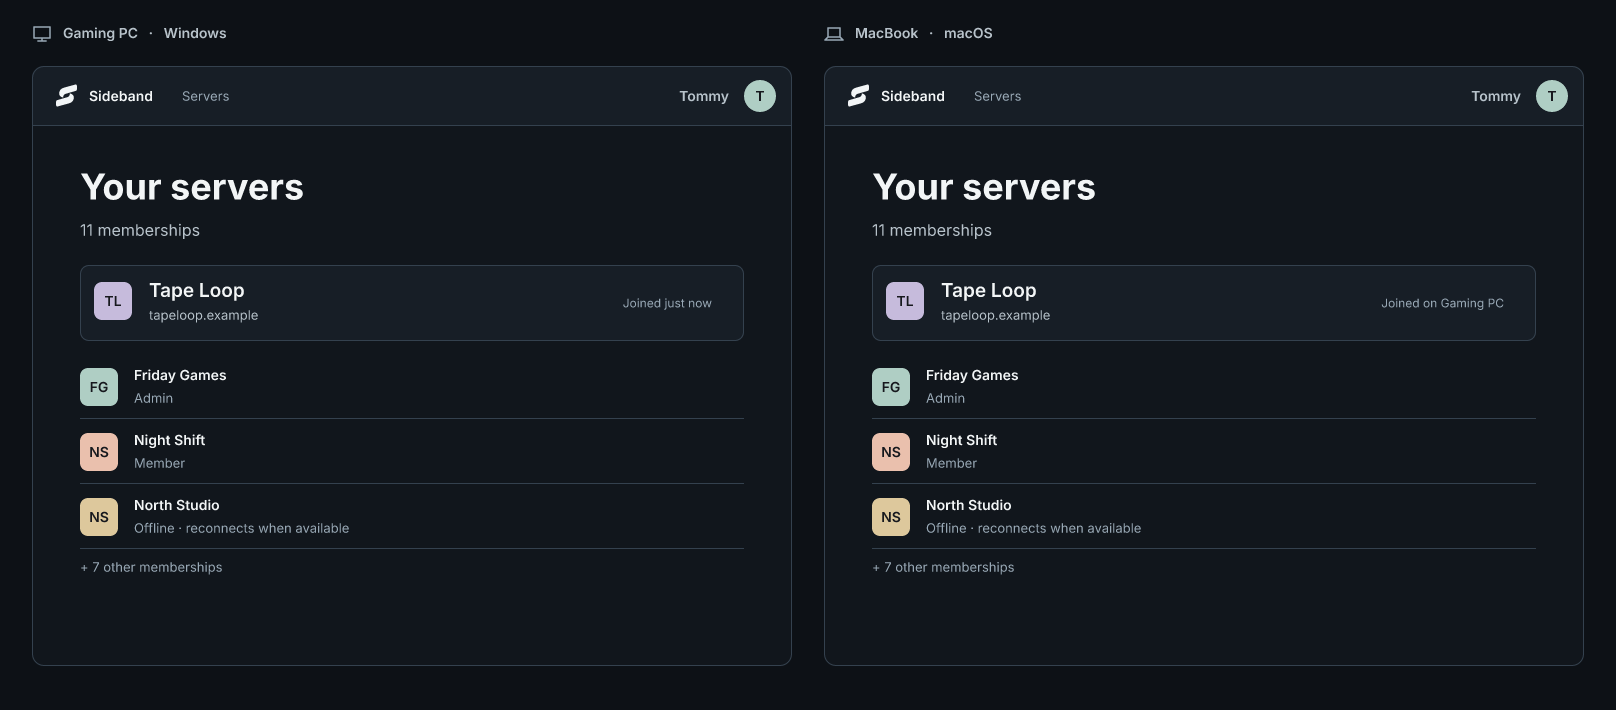 Gaming PC · Windows
Sideband
Servers
Tommy
T
Your servers
11 memberships
TL
Tape Loop
tapeloop.example
Joined just now
FG
Friday Games
Admin
NS
Night Shift
Member
NS
North Studio
Offline · reconnects when available
+ 7 other memberships
MacBook · macOS
Sideband
Servers
Tommy
T
Your servers
11 memberships
TL
Tape Loop
tapeloop.example
Joined on Gaming PC
FG
Friday Games
Admin
NS
Night Shift
Member
NS
North Studio
Offline · reconnects when available
+ 7 other memberships